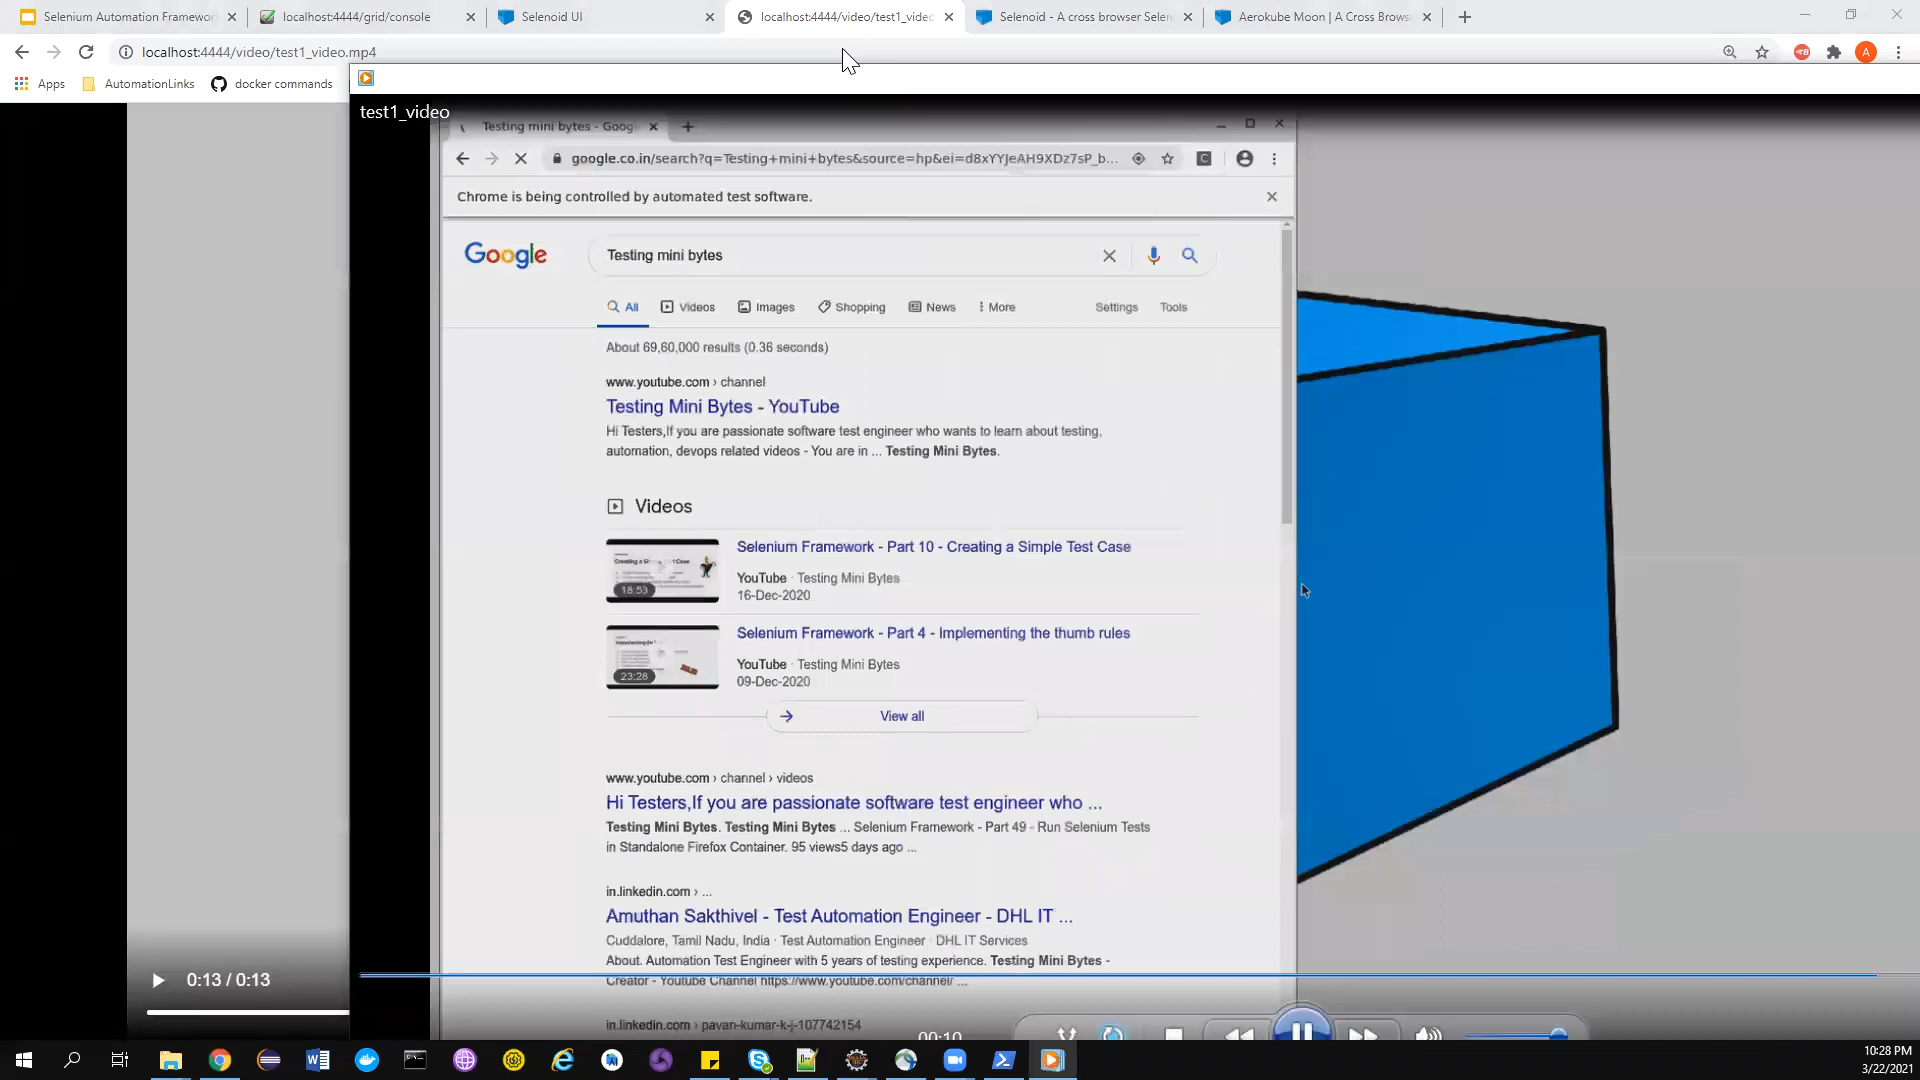 Selenium Automation Framewo
localhost:4444/grid/console
Selenoid UI
localhost:4444/video/test1_video
Selenoid - A cross browser Selen
Aerokube Moon | A Cross Brows
localhost:4444/video/test1_video.mp4
Apps
AutomationLinks
docker commands
test1_video
Testing mini bytes - Goog
google.co.in/search?q=Testing+mini+bytes&source=hp&ei=d8xYYJeAH9XDz7sP_b...
Chrome is being controlled by automated test software.
Google
Testing mini bytes
All
Videos
Images
Shopping
News
More
Settings
Tools
About 69,60,000 results (0.36 seconds)
www.youtube.com › channel
Testing Mini Bytes - YouTube
Hi Testers,If you are passionate software test engineer who wants to learn about testing,
automation, devops related videos - You are in ... Testing Mini Bytes.
Videos
18:53
Selenium Framework - Part 10 - Creating a Simple Test Case
YouTube · Testing Mini Bytes
16-Dec-2020
23:28
Selenium Framework - Part 4 - Implementing the thumb rules
YouTube · Testing Mini Bytes
09-Dec-2020
View all
www.youtube.com › channel › videos
Hi Testers,If you are passionate software test engineer who ...
Testing Mini Bytes. Testing Mini Bytes ... Selenium Framework - Part 49 - Run Selenium Tests
in Standalone Firefox Container. 95 views5 days ago ...
in.linkedin.com › ...
Amuthan Sakthivel - Test Automation Engineer - DHL IT ...
Cuddalore, Tamil Nadu, India · Test Automation Engineer · DHL IT Services
About. Automation Test Engineer with 5 years of testing experience. Testing Mini Bytes -
Creator - Youtube Channel https://www.youtube.com/channel/ ...
in.linkedin.com › pavan-kumar-k-j-107742154
0:13 / 0:13
00:10
10:28 PM
3/22/2021